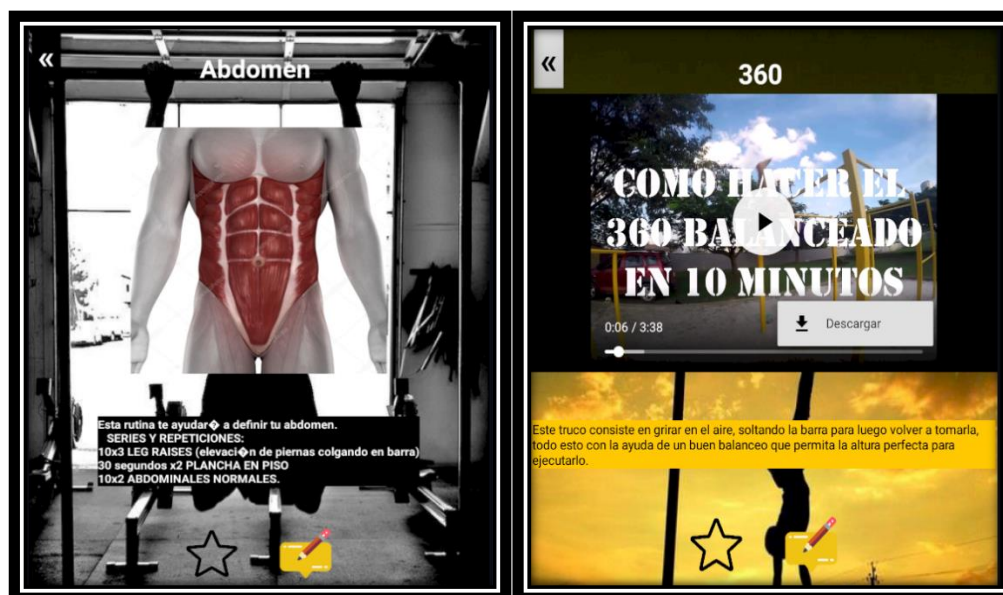 «
Abdomen
Esta rutina te ayudar� a definir tu abdomen.
SERIES Y REPETICIONES:
10x3 LEG RAISES (elevaci�n de piernas colgando en barra)
30 segundos x2 PLANCHA EN PISO
10x2 ABDOMINALES NORMALES.
«
360
COMO HACER EL
360 BALANCEADO
EN 10 MINUTOS
0:06 / 3:38
Descargar
Este truco consiste en grirar en el aire, soltando la barra para luego volver a tomarla,
todo esto con la ayuda de un buen balanceo que permita la altura perfecta para
ejecutarlo.